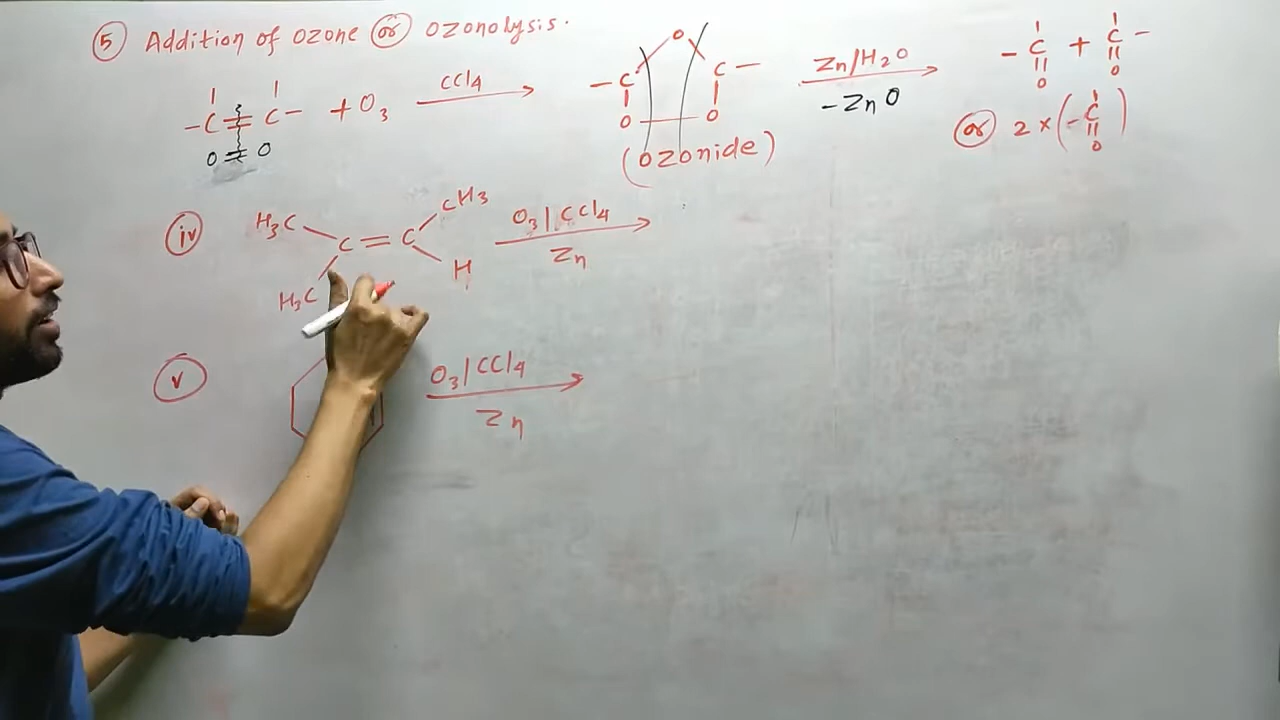 ⑤ Addition of ozone or ozonolysis.
-C=C- + O3 CCl4 C O C O O Zn/H2O -ZnO -C=O + C=O -
O=O (ozonide) or 2×(-C=O)
iv H3C C=C CH3 O3|CCl4 Zn
H3C H
v O3|CCl4 Zn